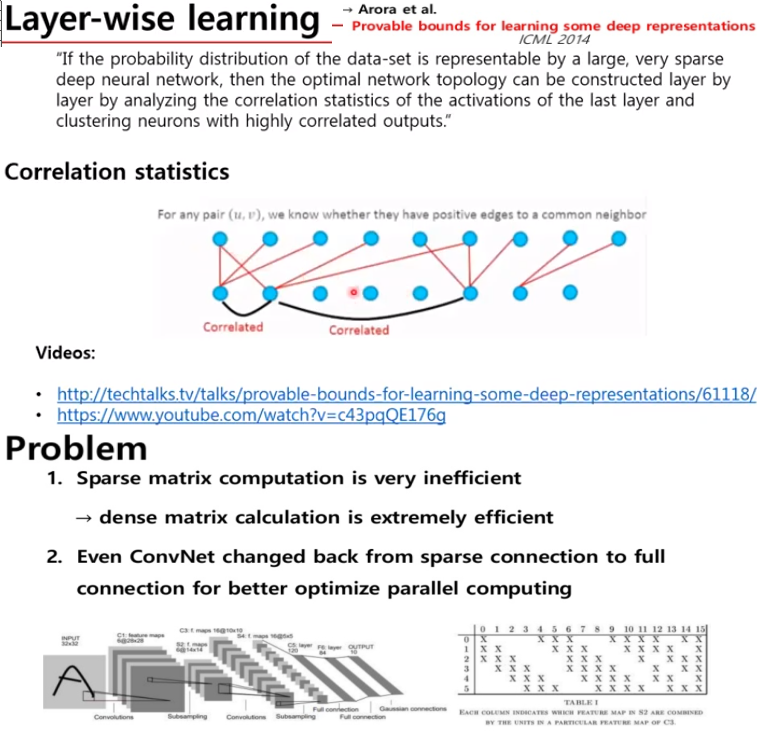 Layer-wise learning
→ Arora et al.
– Provable bounds for learning some deep representations
ICML 2014
“If the probability distribution of the data-set is representable by a large, very sparse
deep neural network, then the optimal network topology can be constructed layer by
layer by analyzing the correlation statistics of the activations of the last layer and
clustering neurons with highly correlated outputs.”
Correlation statistics
For any pair (u, v), we know whether they have positive edges to a common neighbor
Correlated
Correlated
Videos:
• http://techtalks.tv/talks/provable-bounds-for-learning-some-deep-representations/61118/
• https://www.youtube.com/watch?v=c43pqQE176g
Problem
1. Sparse matrix computation is very inefficient
→ dense matrix calculation is extremely efficient
2. Even ConvNet changed back from sparse connection to full
connection for better optimize parallel computing
INPUT
32x32
C1: feature maps
6@28x28
C3: f. maps 16@10x10
S2: f. maps
6@14x14
S4: f. maps 16@5x5
C5: layer
120
F6: layer
84
OUTPUT
10
Convolutions
Subsampling
Convolutions
Subsampling
Full connection
Full connection
Gaussian connections
0 1 2 3 4 5 6 7 8 9 10 11 12 13 14 15
0 X X X X X X X X X X
1 X X X X X X X X X X
2 X X X X X X X X X X
3 X X X X X X X X X X
4 X X X X X X X X X X
5 X X X X X X X X X X
TABLE I
EACH COLUMN INDICATES WHICH FEATURE MAP IN S2 ARE COMBINED
BY THE UNITS IN A PARTICULAR FEATURE MAP OF C3.